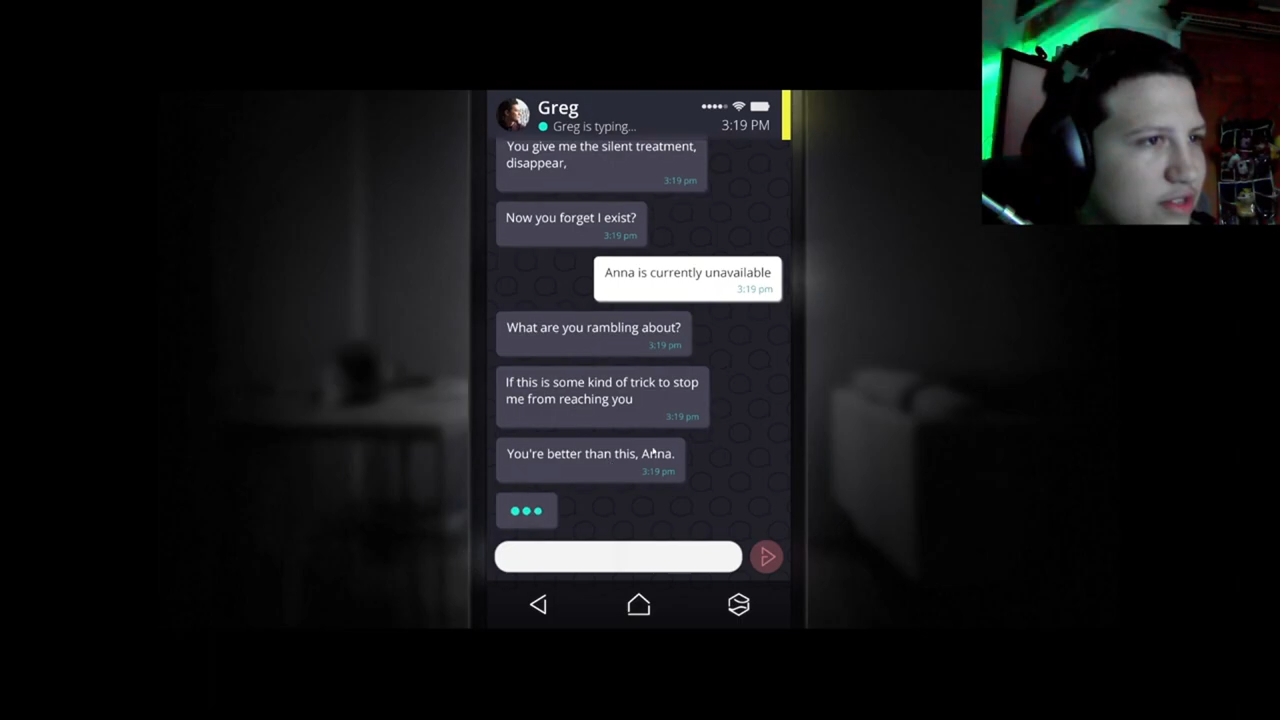 Greg
Greg is typing...
3:19 PM
You give me the silent treatment,
disappear,
3:19 pm
Now you forget I exist?
3:19 pm
Anna is currently unavailable
3:19 pm
What are you rambling about?
3:19 pm
If this is some kind of trick to stop
me from reaching you
3:19 pm
You're better than this, Anna.
3:19 pm